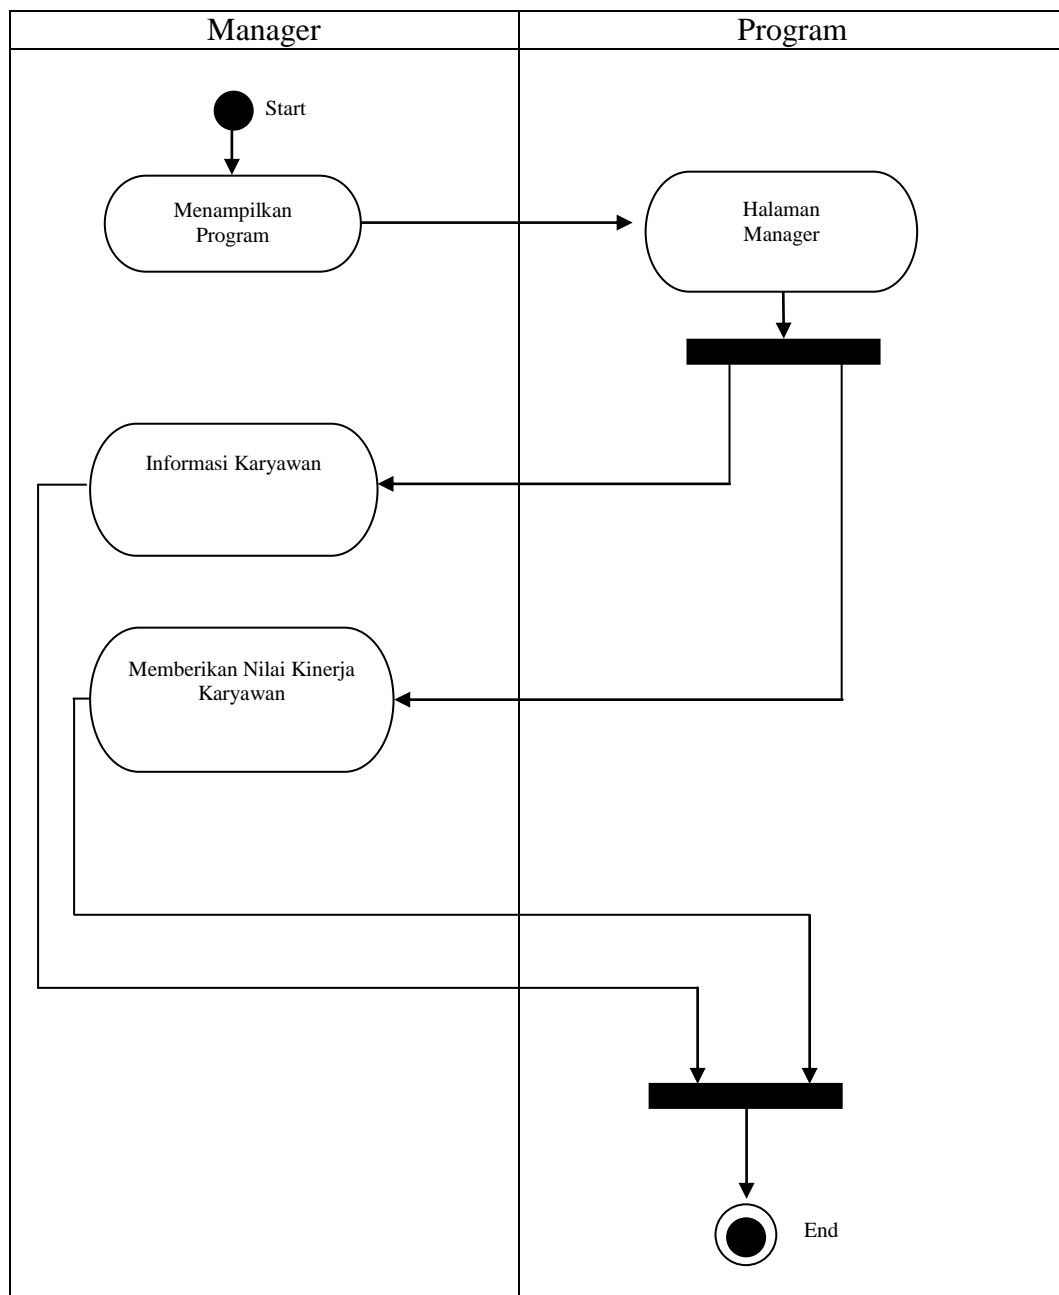 Manager
Program
Start
Menampilkan
Program
Halaman
Manager
Informasi Karyawan
Memberikan Nilai Kinerja
Karyawan
End